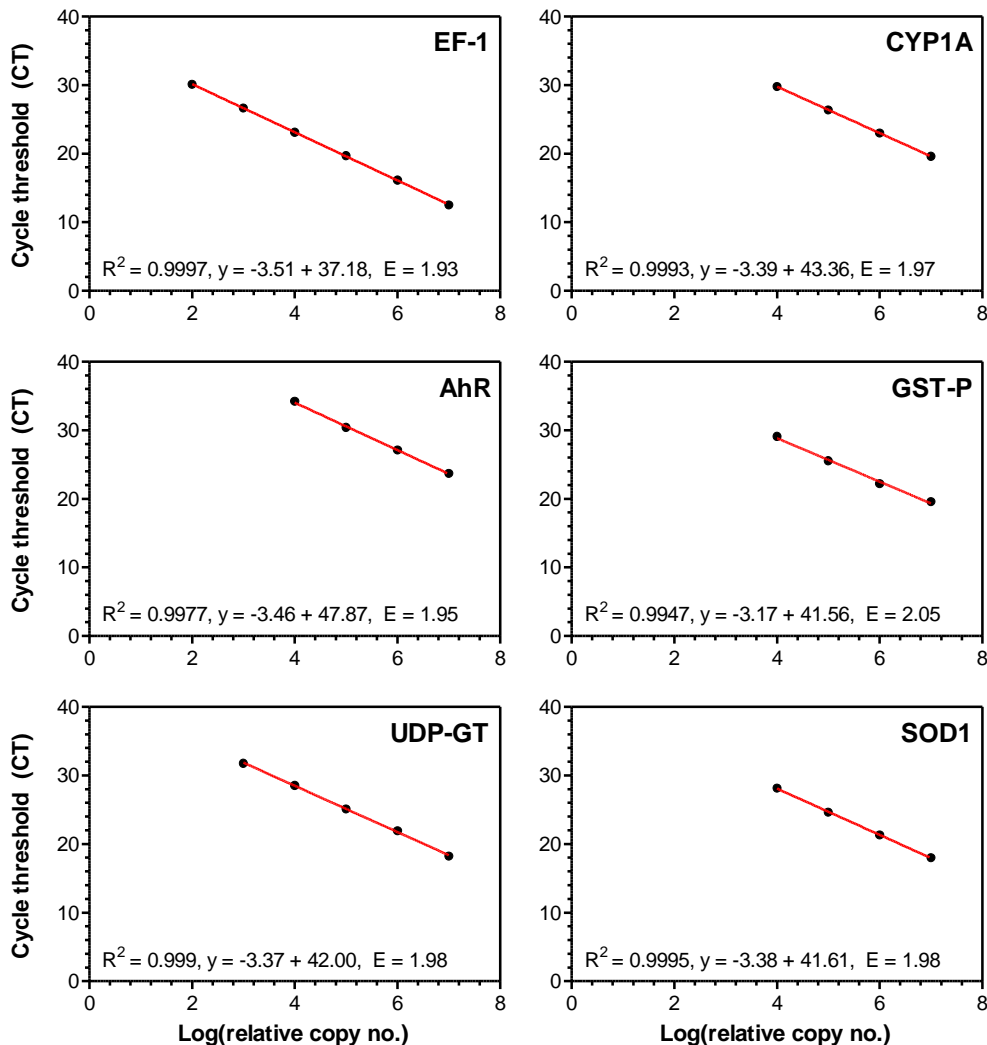 EF-1
Cycle threshold (CT)
40
30
20
10
0
R² = 0.9997, y = -3.51 + 37.18, E = 1.93
0 2 4 6 8
CYP1A
40
30
20
10
0
R² = 0.9993, y = -3.39 + 43.36, E = 1.97
0 2 4 6 8
AhR
Cycle threshold (CT)
40
30
20
10
0
R² = 0.9977, y = -3.46 + 47.87, E = 1.95
0 2 4 6 8
GST-P
40
30
20
10
0
R² = 0.9947, y = -3.17 + 41.56, E = 2.05
0 2 4 6 8
UDP-GT
Cycle threshold (CT)
40
30
20
10
0
R² = 0.999, y = -3.37 + 42.00, E = 1.98
0 2 4 6 8
Log(relative copy no.)
SOD1
40
30
20
10
0
R² = 0.9995, y = -3.38 + 41.61, E = 1.98
0 2 4 6 8
Log(relative copy no.)